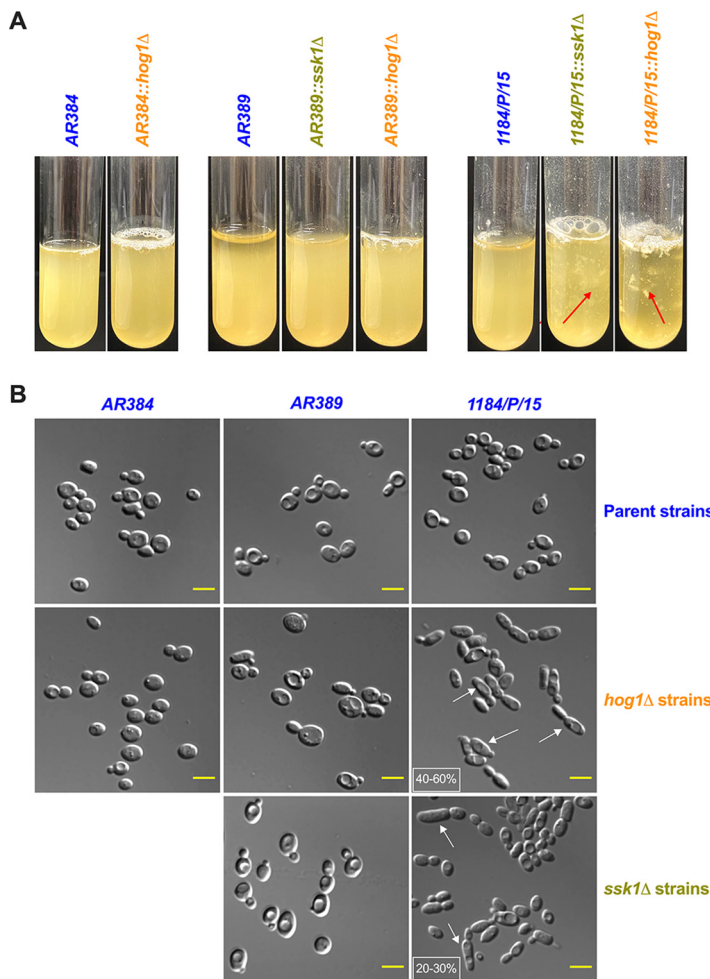 A
AR384
AR384::hog1Δ
AR389
AR389::ssk1Δ
AR389::hog1Δ
1184/P/15
1184/P/15::ssk1Δ
1184/P/15::hog1Δ
B
AR384
AR389
1184/P/15
Parent strains
hog1Δ strains
40-60%
ssk1Δ strains
20-30%